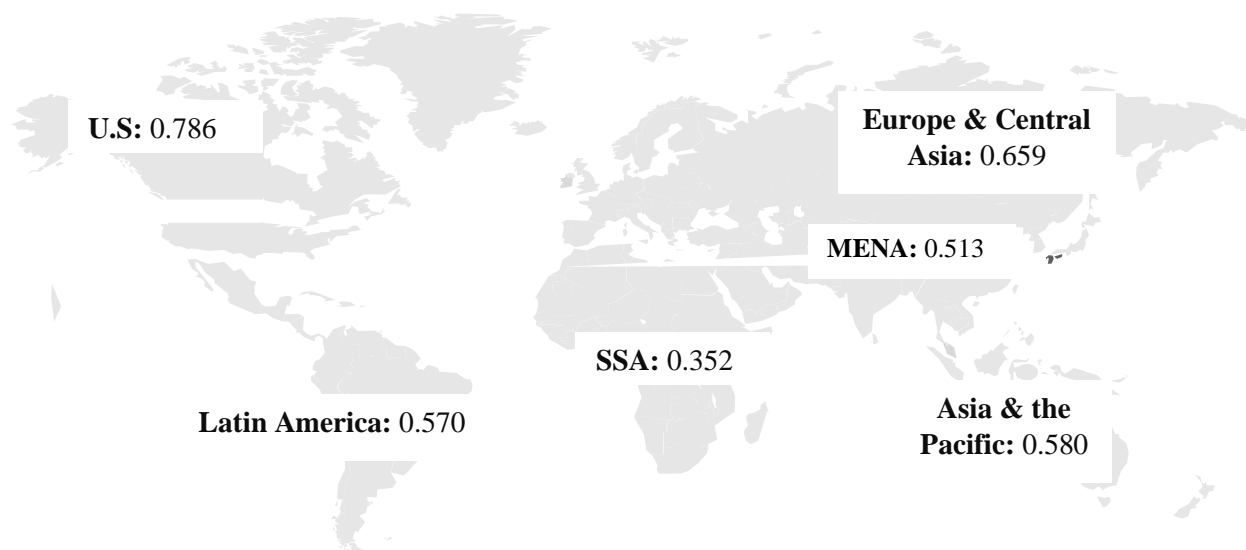 U.S: 0.786
Europe & Central
Asia: 0.659
MENA: 0.513
SSA: 0.352
Latin America: 0.570
Asia & the
Pacific: 0.580